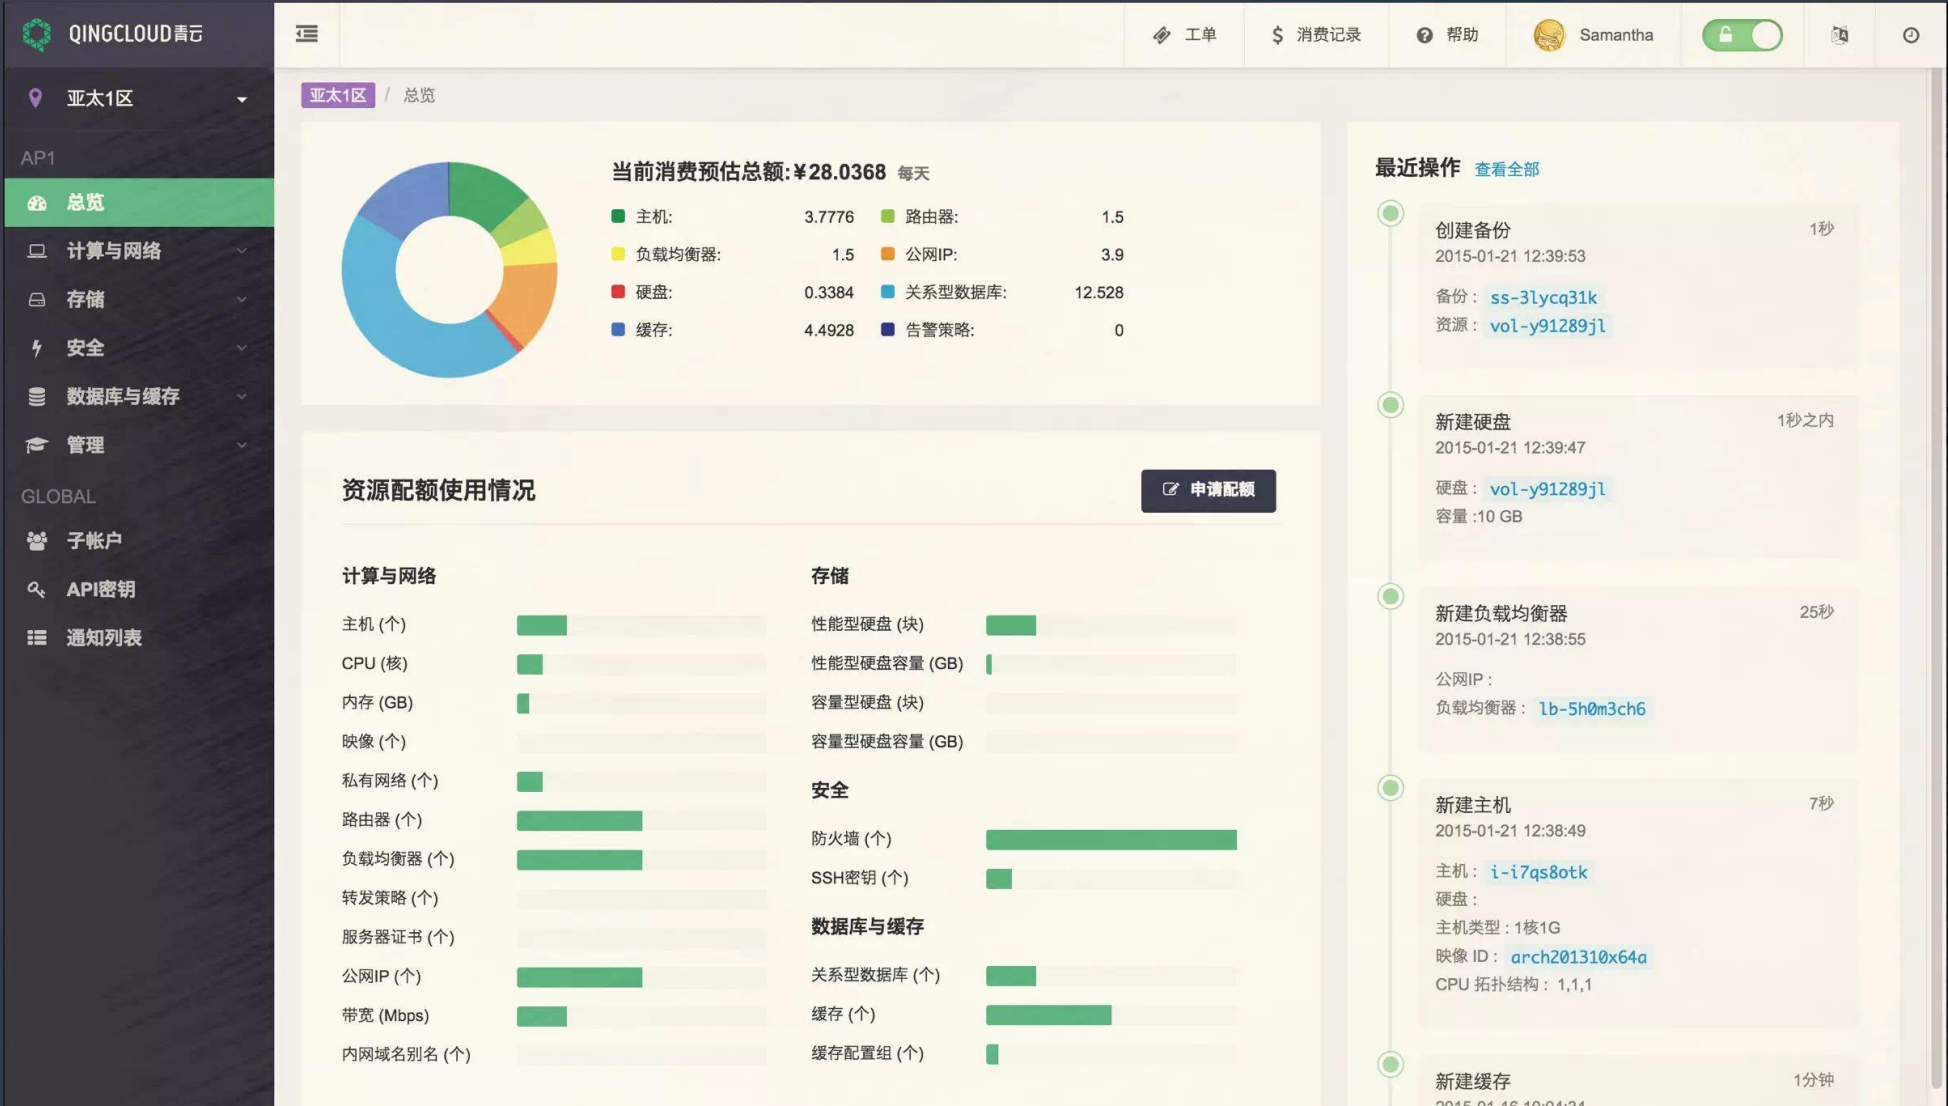 QINGCLOUD青云
工单
消费记录
帮助
Samantha
亚太1区
AP1
总览
计算与网络
存储
安全
数据库与缓存
管理
GLOBAL
子帐户
API密钥
通知列表
亚太1区 / 总览
当前消费预估总额:¥28.0368 每天
主机: 3.7776 路由器: 1.5
负载均衡器: 1.5 公网IP: 3.9
硬盘: 0.3384 关系型数据库: 12.528
缓存: 4.4928 告警策略: 0
资源配额使用情况
申请配额
计算与网络
主机 (个)
CPU (核)
内存 (GB)
映像 (个)
私有网络 (个)
路由器 (个)
负载均衡器 (个)
转发策略 (个)
服务器证书 (个)
公网IP (个)
带宽 (Mbps)
内网域名别名 (个)
存储
性能型硬盘 (块)
性能型硬盘容量 (GB)
容量型硬盘 (块)
容量型硬盘容量 (GB)
安全
防火墙 (个)
SSH密钥 (个)
数据库与缓存
关系型数据库 (个)
缓存 (个)
缓存配置组 (个)
最近操作 查看全部
创建备份 1秒
2015-01-21 12:39:53
备份 : ss-3lycq31k
资源 : vol-y91289jl
新建硬盘 1秒之内
2015-01-21 12:39:47
硬盘 : vol-y91289jl
容量 :10 GB
新建负载均衡器 25秒
2015-01-21 12:38:55
公网IP :
负载均衡器 : lb-5h0m3ch6
新建主机 7秒
2015-01-21 12:38:49
主机 : i-i7qs8otk
硬盘 :
主机类型 : 1核1G
映像 ID : arch201310x64a
CPU 拓扑结构 : 1,1,1
新建缓存 1分钟